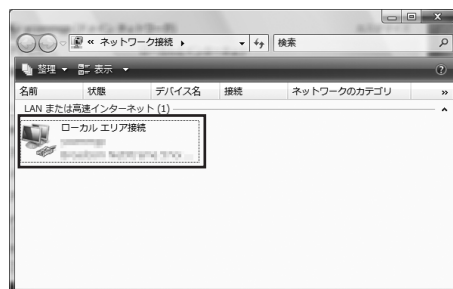 « ネットワーク接続
検索
整理 表示
名前 状態 デバイス名 接続 ネットワークのカテゴリ »
LAN または高速インターネット (1)
ローカル エリア接続